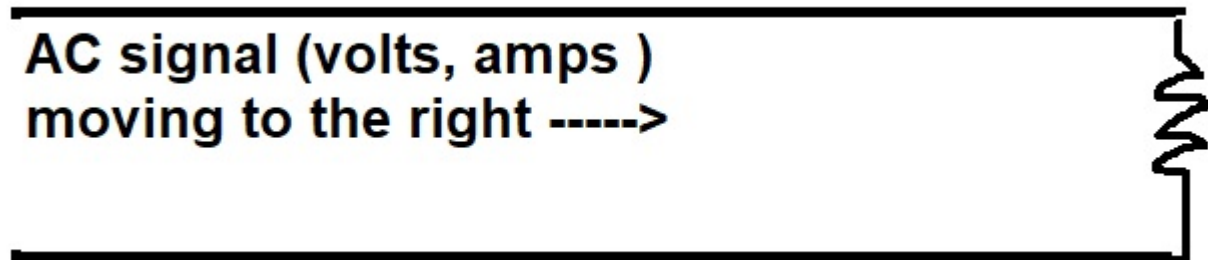 AC signal (volts, amps )
moving to the right ----->